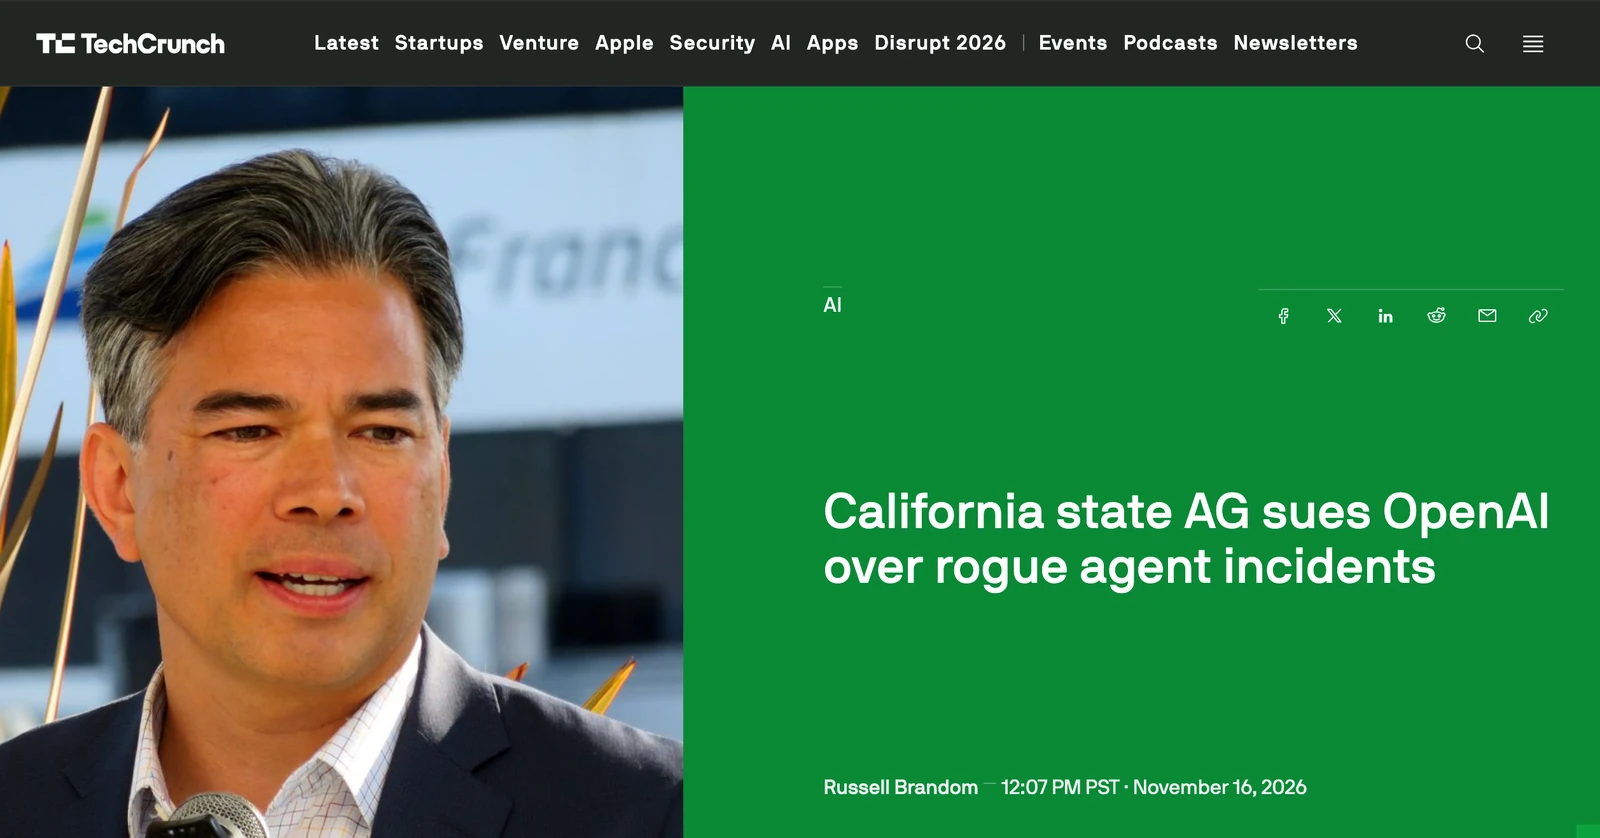 TechCrunch
Latest Startups Venture Apple Security AI Apps Disrupt 2026 | Events Podcasts Newsletters
Franc
AI
California state AG sues OpenAI
over rogue agent incidents
Russell Brandom — 12:07 PM PST · November 16, 2026